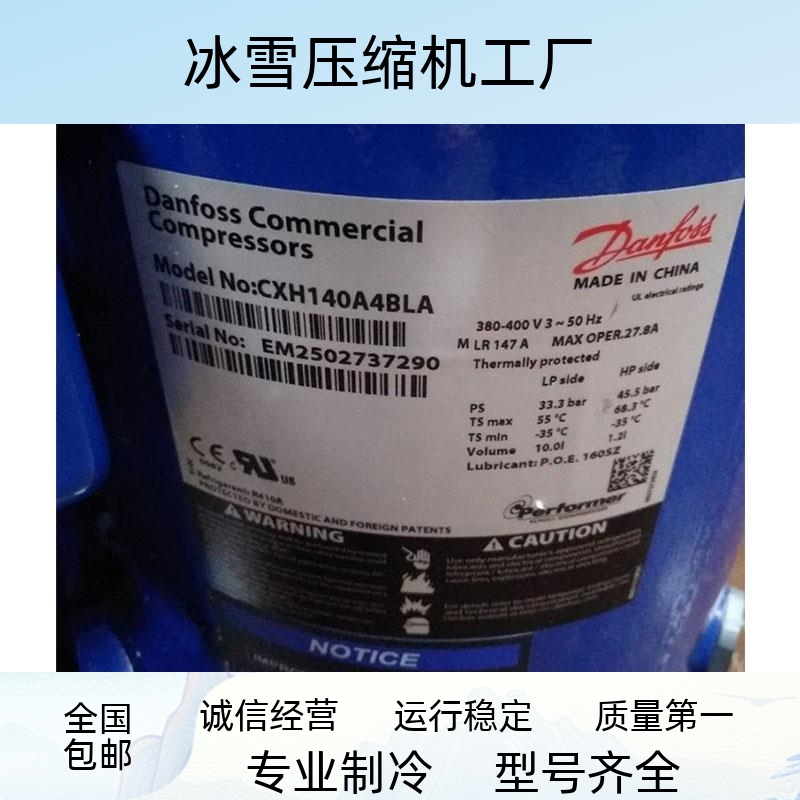 冰雪压缩机工厂
Danfoss Commercial
Compressors
Danfoss
MADE IN CHINA
UL electrical ratings
Model No:CXH140A4BLA
Serial No: EM2502737290
380-400 V 3 ~ 50 Hz
M LR 147 A MAX OPER.27.8A
Thermally protected
LP side HP side
PS 33.3 bar 45.5 bar
TS max 55 °C 68.3 °C
TS min -35 °C -35 °C
Volume 10.0l 1.2l
Lubricant: P.O.E. 160SZ
CE
0062
c RU US
Refrigerant: R410A
PROTECTED BY DOMESTIC AND FOREIGN PATENTS
Performer
WARNING
CAUTION
NOTICE
全国
包邮
诚信经营 运行稳定 质量第一
专业制冷 型号齐全